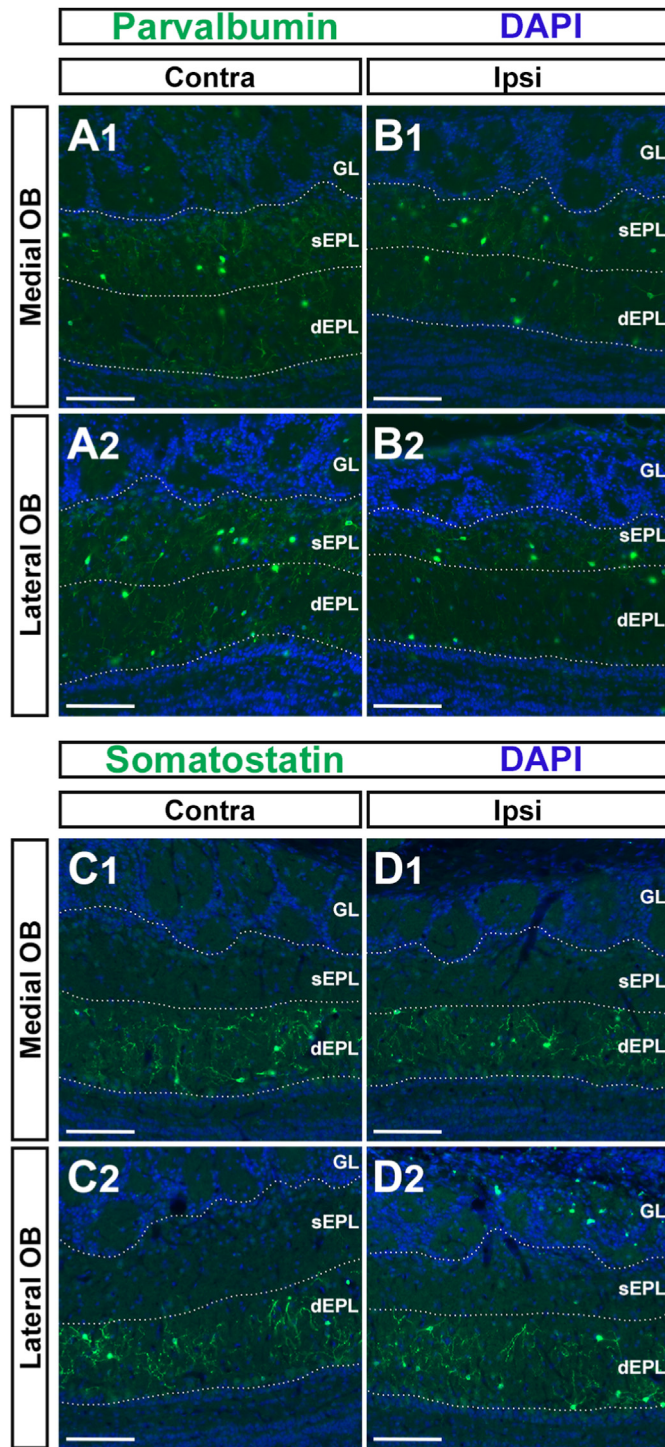 Parvalbumin DAPI
Contra Ipsi
Medial OB
A1 B1
GL GL
sEPL sEPL
dEPL dEPL
Lateral OB
A2 B2
GL GL
sEPL sEPL
dEPL dEPL
Somatostatin DAPI
Contra Ipsi
Medial OB
C1 D1
GL GL
sEPL sEPL
dEPL dEPL
Lateral OB
C2 D2
GL GL
sEPL sEPL
dEPL dEPL